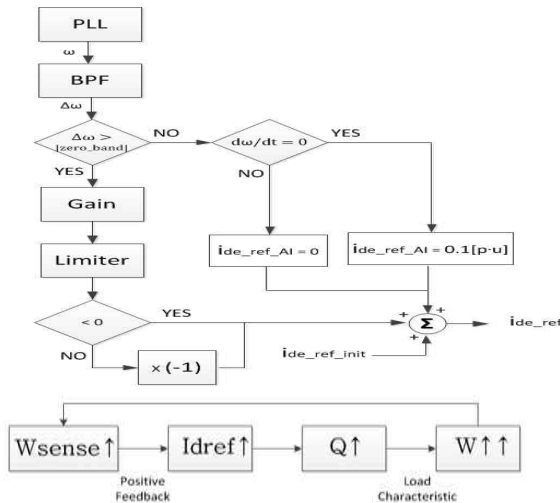 PLL
ω
BPF
Δω
Δω >
|zero_band|
NO
dω/dt = 0
YES
YES
NO
Gain
Limiter
ide_ref_AI = 0
ide_ref_AI = 0.1[p·u]
< 0
YES
NO
× (-1)
+
+
+
Σ
ide_ref
ide_ref_init
Wsense↑
Idref↑
Q↑
W↑↑
Positive
Feedback
Load
Characteristic